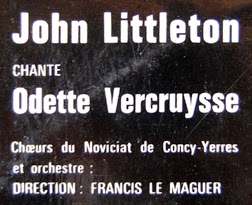 John Littleton
CHANTE
Odette Vercruysse
Chœurs du Noviciat de Concy-Yerres
et orchestre :
DIRECTION : FRANCIS LE MAGUER